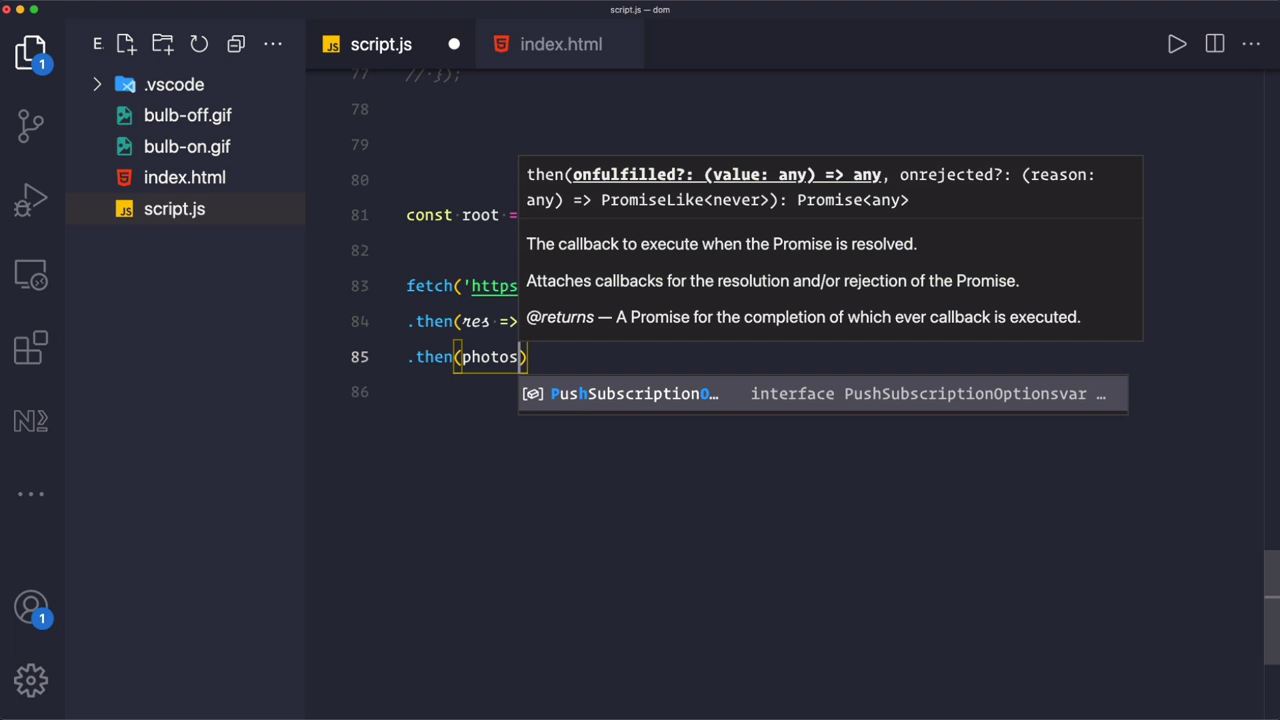 script.js — dom
E
script.js
index.html
.vscode
bulb-off.gif
bulb-on.gif
index.html
script.js
1
1
77 // });
78
79
80
81 const root =
82
83 fetch('https
84 .then(res =>
85 .then(photos)
86
then(onfulfilled?: (value: any) => any, onrejected?: (reason:
any) => PromiseLike<never>): Promise<any>
The callback to execute when the Promise is resolved.
Attaches callbacks for the resolution and/or rejection of the Promise.
@returns — A Promise for the completion of which ever callback is executed.
PushSubscriptionO… interface PushSubscriptionOptionsvar …